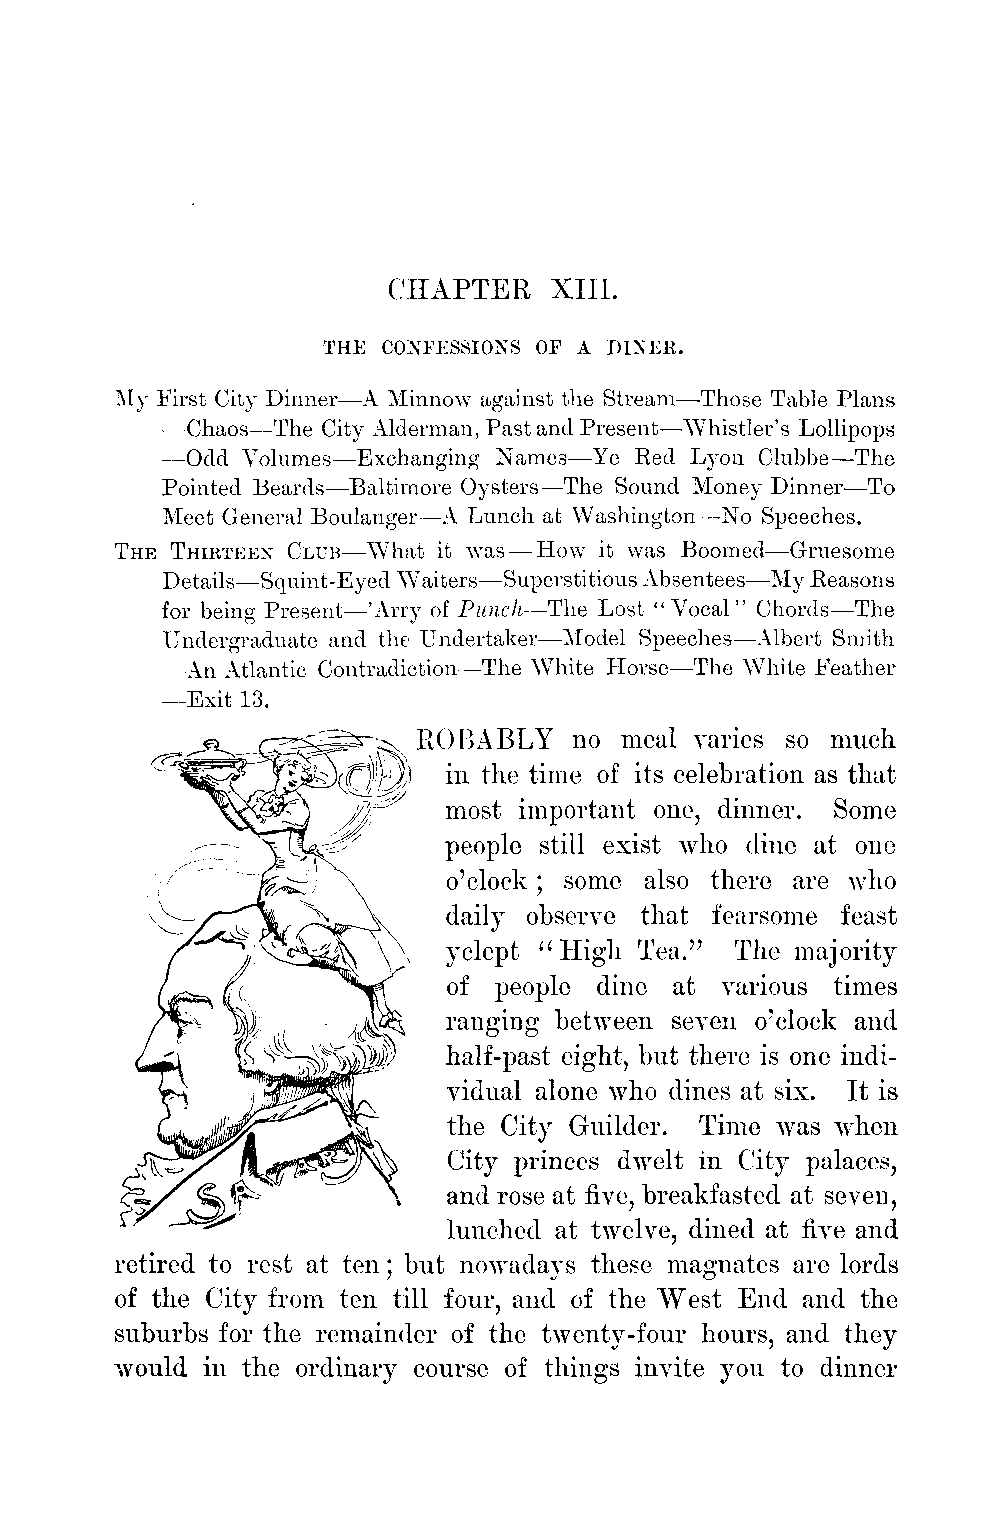 CHAPTER XIII.
THE CONFESSIONS OF A DINER.
My First City Dinner—A Minnow against the Stream—Those Table Plans
Chaos—The City Alderman, Past and Present—Whistler's Lollipops
—Odd Volumes—Exchanging Names—Ye Red Lyon Clubbe—The
Pointed Beards—Baltimore Oysters—The Sound Money Dinner—To
Meet General Boulanger—A Lunch at Washington—No Speeches.
THE THIRTEEN CLUB—What it was—How it was Boomed—Gruesome
Details—Squint-Eyed Waiters—Superstitious Absentees—My Reasons
for being Present—'Arry of Punch—The Lost "Vocal" Chords—The
Undergraduate and the Undertaker—Model Speeches—Albert Smith
An Atlantic Contradiction—The White Horse—The White Feather
—Exit 13.
ROBABLY no meal varies so much
in the time of its celebration as that
most important one, dinner. Some
people still exist who dine at one
o'clock; some also there are who
daily observe that fearsome feast
yclept "High Tea." The majority
of people dine at various times
ranging between seven o'clock and
half-past eight, but there is one indi-
vidual alone who dines at six. It is
the City Guilder. Time was when
City princes dwelt in City palaces,
and rose at five, breakfasted at seven,
lunched at twelve, dined at five and
retired to rest at ten; but nowadays these magnates are lords
of the City from ten till four, and of the West End and the
suburbs for the remainder of the twenty-four hours, and they
would in the ordinary course of things invite you to dinner